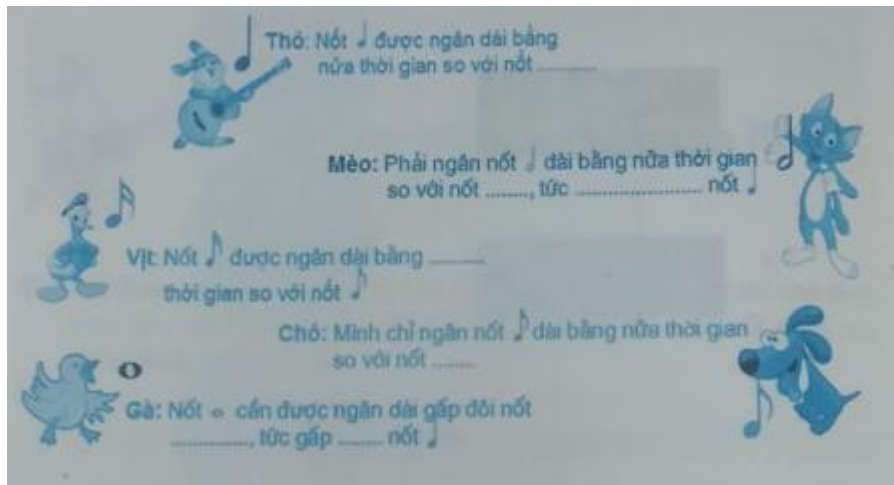 Thỏ: Nốt ♩ được ngân dài bằng
nửa thời gian so với nốt ............
Mèo: Phải ngân nốt 𝅗𝅥 dài bằng nửa thời gian
so với nốt ........, tức ........................ nốt ♩
Vịt: Nốt 𝅘𝅥𝅯 được ngân dài bằng ...........
thời gian so với nốt ♪
Chó: Mình chỉ ngân nốt ♪ dài bằng nửa thời gian
so với nốt ........
Gà: Nốt 𝅝 cần được ngân dài gấp đôi nốt
..............., tức gấp ........ nốt ♩